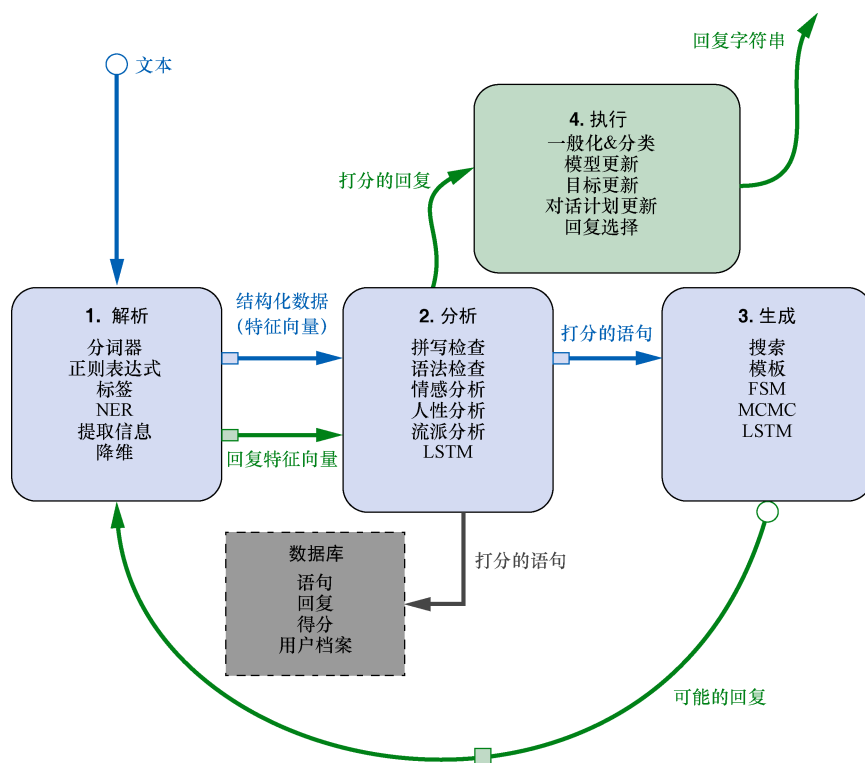 回复字符串
文本
4. 执行
一般化&分类
模型更新
目标更新
对话计划更新
回复选择
打分的回复
1. 解析
分词器
正则表达式
标签
NER
提取信息
降维
结构化数据
(特征向量)
回复特征向量
2. 分析
拼写检查
语法检查
情感分析
人性分析
流派分析
LSTM
打分的语句
3. 生成
搜索
模板
FSM
MCMC
LSTM
数据库
语句
回复
得分
用户档案
打分的语句
可能的回复